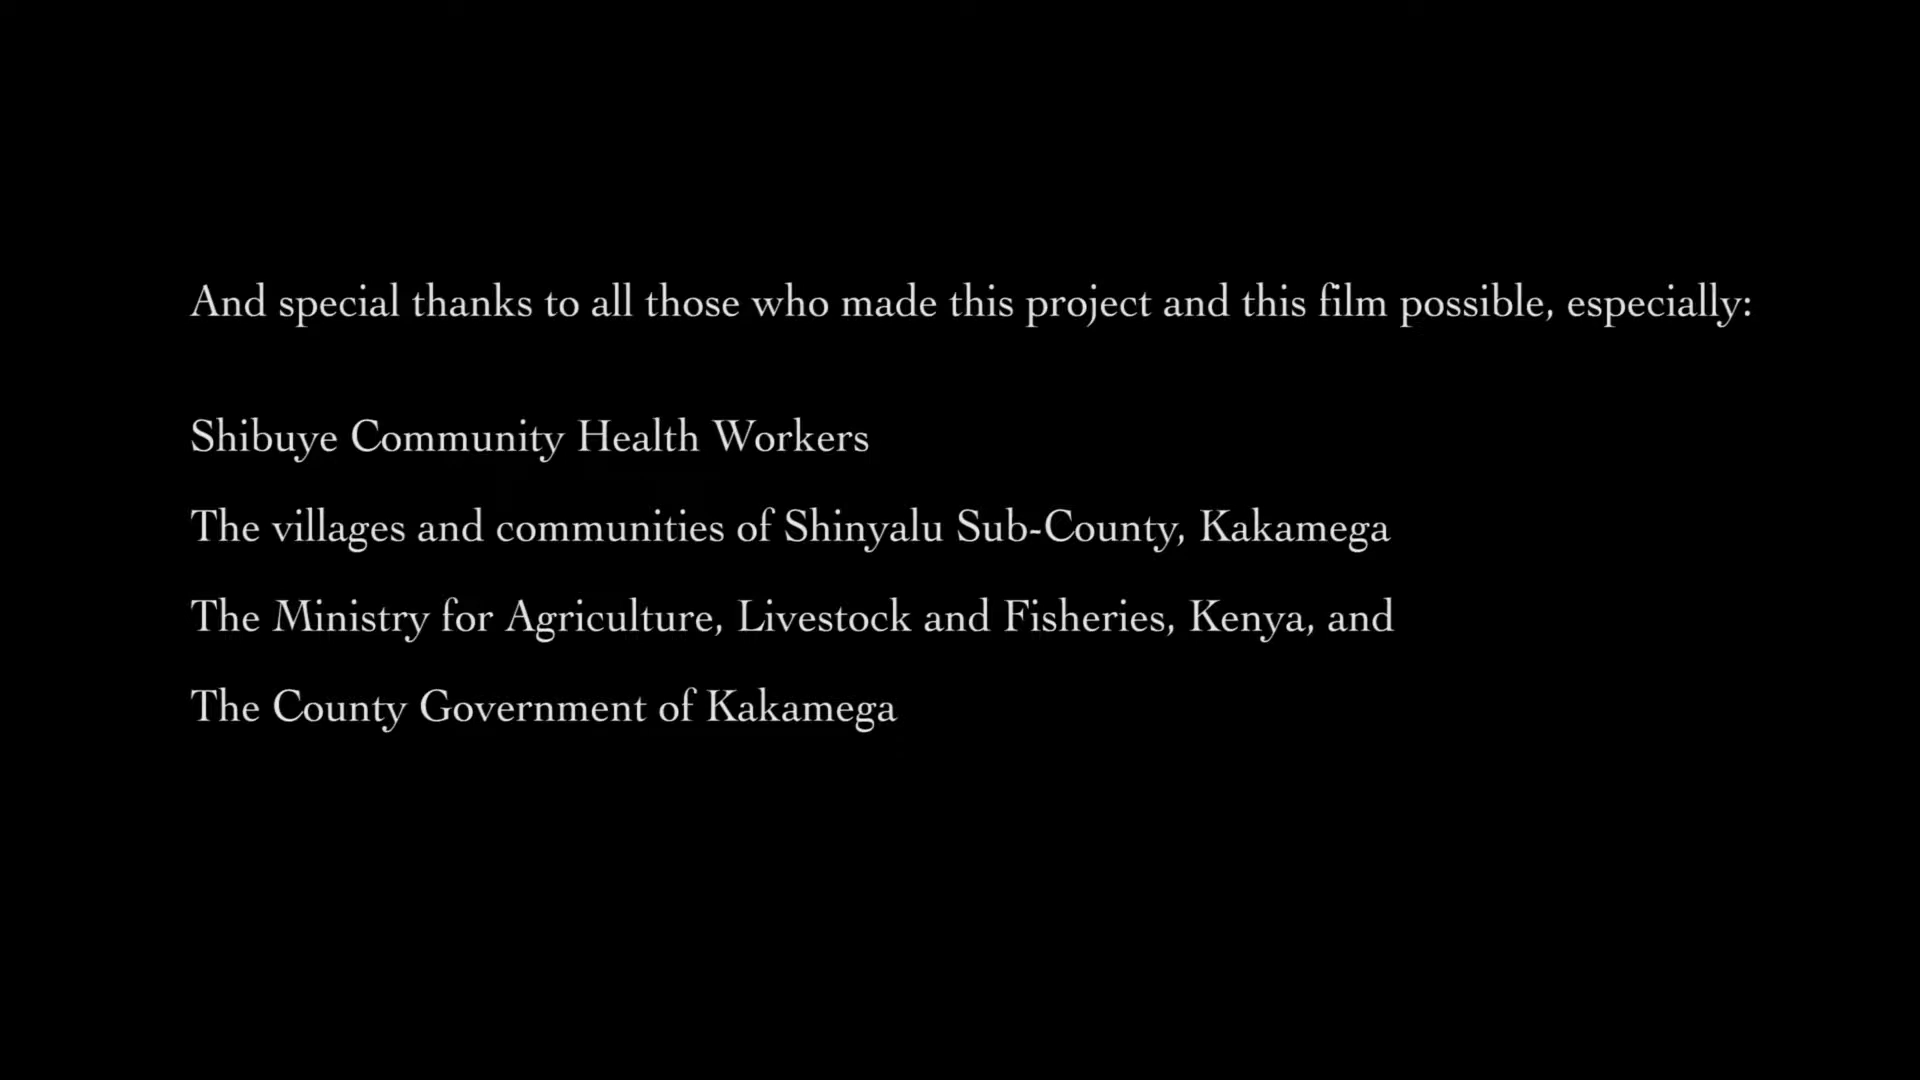 And special thanks to all those who made this project and this film possible, especially:
Shibuye Community Health Workers
The villages and communities of Shinyalu Sub-County, Kakamega
The Ministry for Agriculture, Livestock and Fisheries, Kenya, and
The County Government of Kakamega